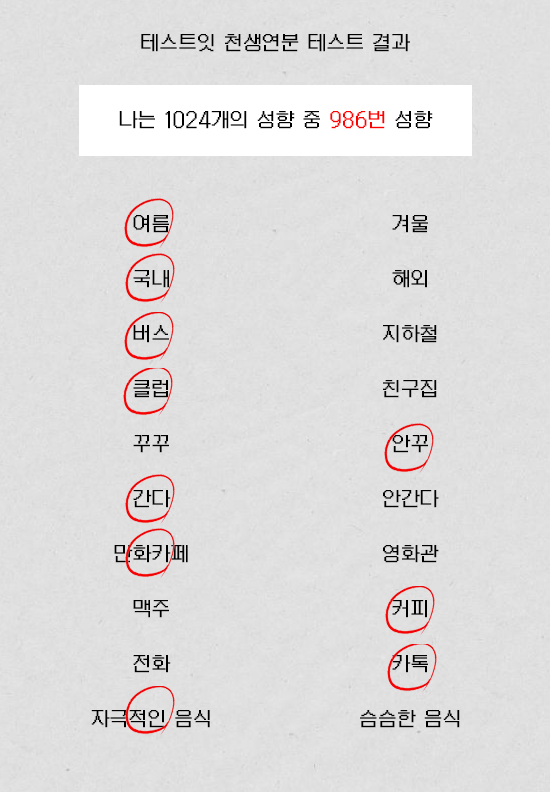 테스트잇 천생연분 테스트 결과
나는 1024개의 성향 중 986번 성향
여름 겨울
국내 해외
버스 지하철
클럽 친구집
꾸꾸 안꾸
간다 안간다
만화카페 영화관
맥주 커피
전화 카톡
자극적인 음식 슴슴한 음식